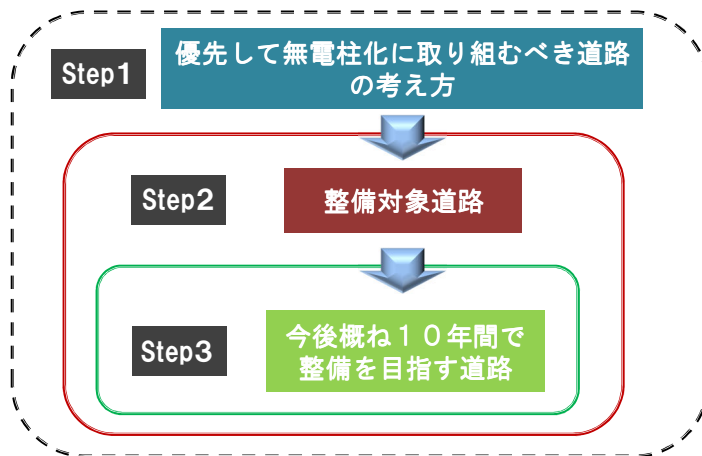 Step1
優先して無電柱化に取り組むべき道路
の考え方
Step2
整備対象道路
Step3
今後概ね１０年間で
整備を目指す道路